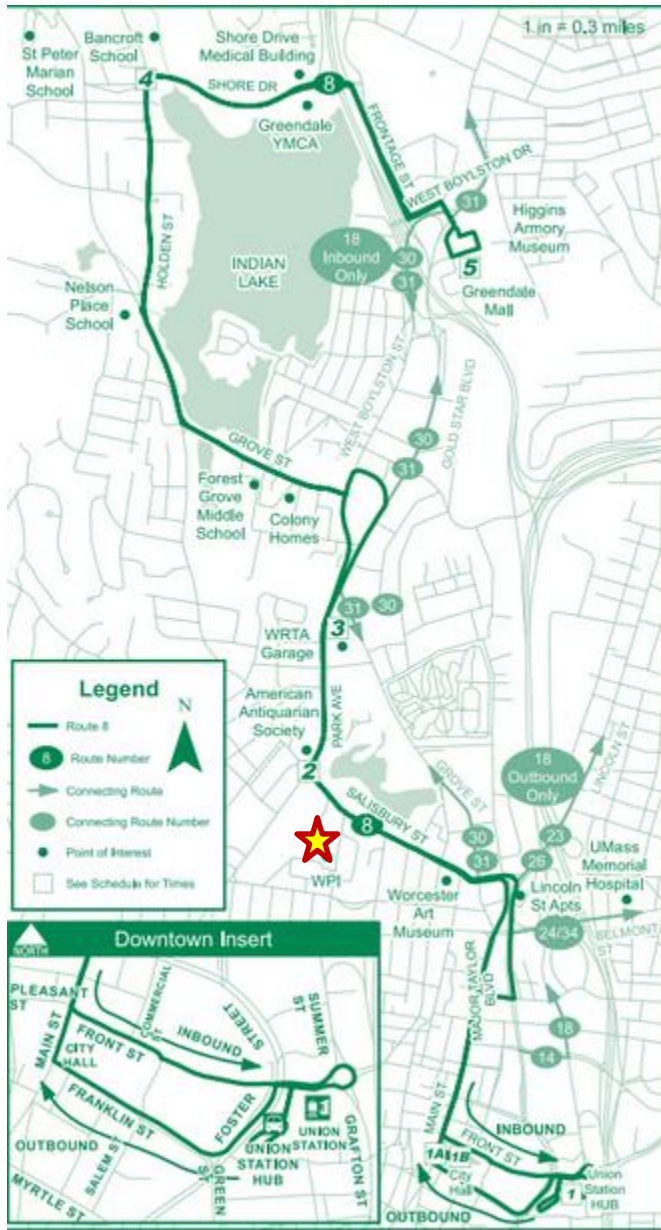 1 in = 0.3 miles
St Peter
Marian
School
Bancroft
School
Shore Drive
Medical Building
4
SHORE DR
8
Greendale
YMCA
FRONTAGE ST
WEST BOYLSTON DR
31
Higgins
Armory
Museum
18
Inbound
Only
30
31
5
Greendale
Mall
HOLDEN ST
INDIAN
LAKE
Nelson
Place
School
WEST BOYLSTON ST
GOLD STAR BLVD
30
31
GROVE ST
Forest
Grove
Middle
School
Colony
Homes
31
30
3
WRTA
Garage
American
Antiquarian
Society
PARK AVE
2
SALISBURY ST
8
GROVE ST
18
Outbound
Only
LINCOLN ST
WPI
30
31
23
26
UMass
Memorial
Hospital
Worcester
Art
Museum
Lincoln
St Apts
24/34
BELMONT
ST
MAJOR TAYLOR
BLVD
18
14
MAIN ST
INBOUND
FRONT ST
1A
1B
City
Hall
1
Union
Station
HUB
OUTBOUND
Legend
N
Route 8
8
Route Number
Connecting Route
Connecting Route Number
Point of Interest
See Schedule for Times
NORTH
Downtown Insert
PLEASANT
ST
COMMERCIAL
ST
INBOUND
STREET
SUMMER
ST
MAIN ST
CITY
HALL
FRONT ST
FRANKLIN ST
FOSTER
UNION
STATION
UNION
STATION
HUB
GRAFTON ST
OUTBOUND
SALEM ST
GREEN
ST
MYRTLE ST